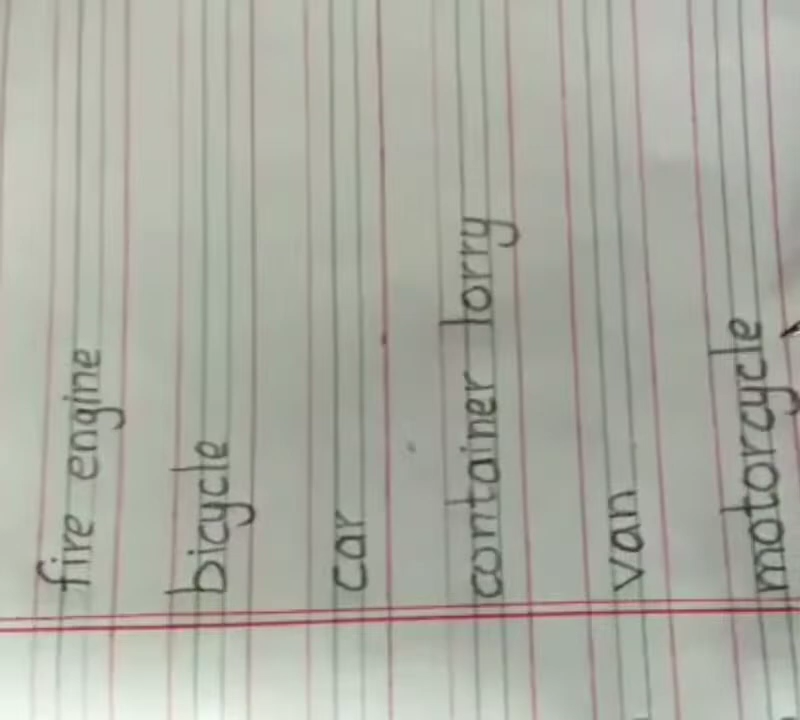 fire engine
bicycle
car
container lorry
van
motorcycle